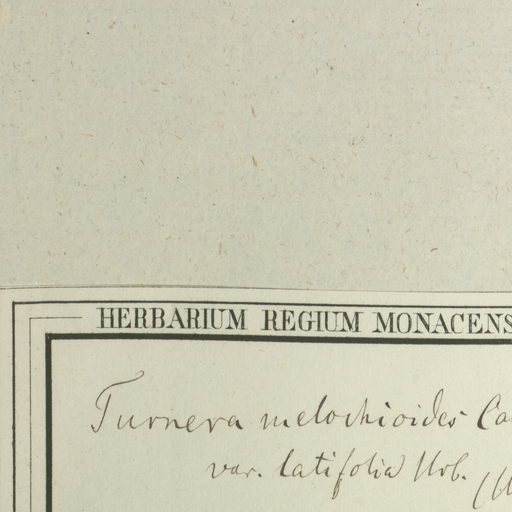 HERBARIUM REGIUM MONACENS
Turnera melochioides Ca
var. latifolia Urb.